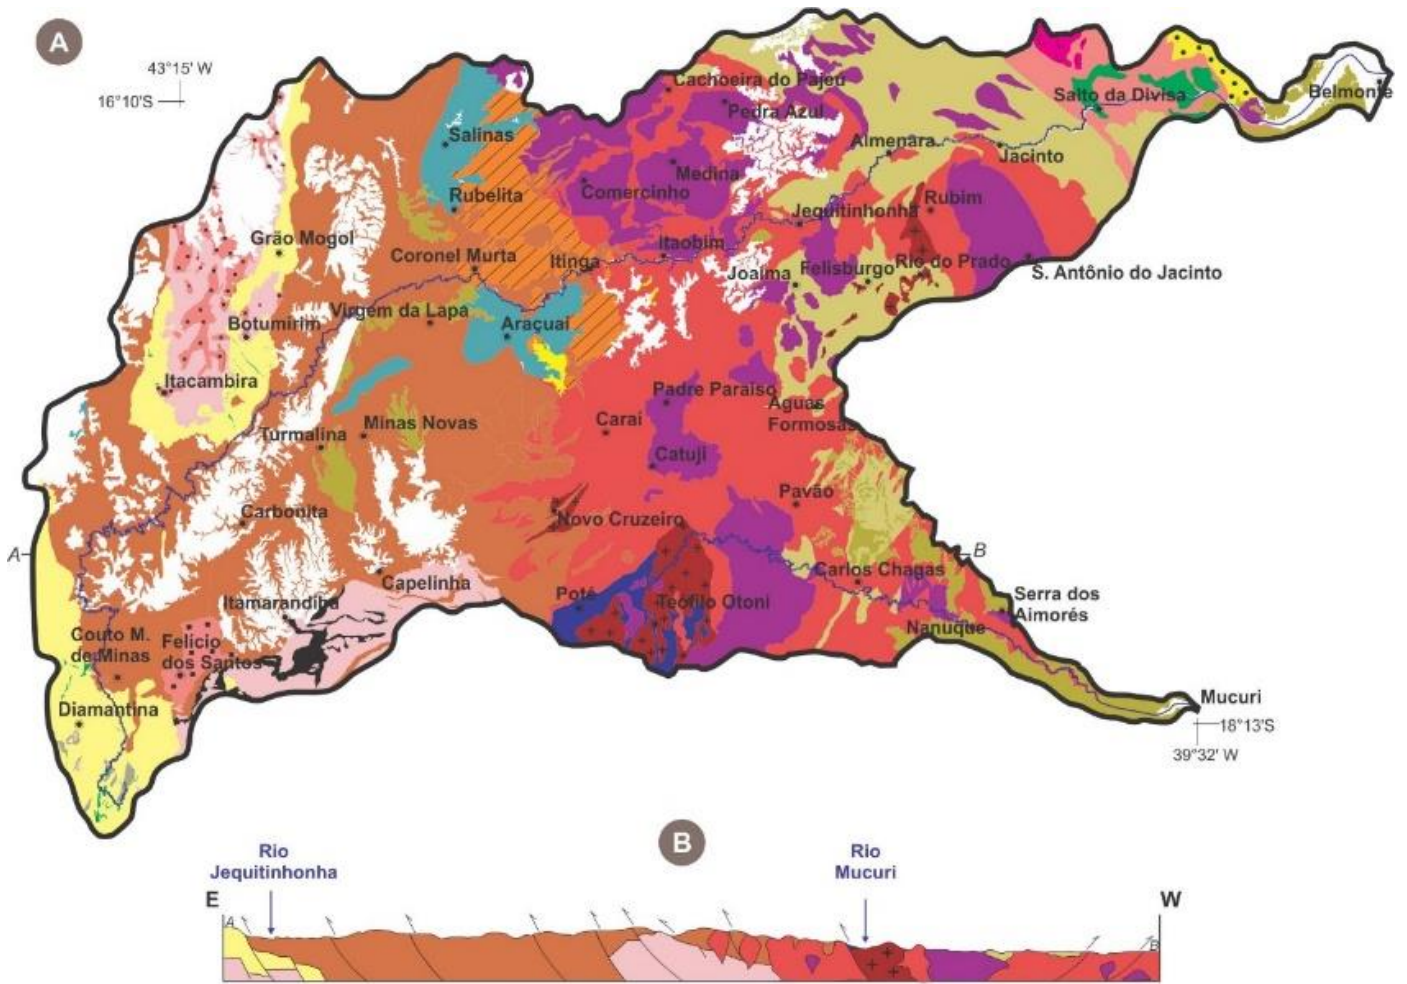 A
43°15' W
16°10'S
Cachoeira do Pajeú
Pedra Azul
Salto da Divisa
Belmonte
Salinas
Almenara
Jacinto
Medina
Comercinho
Rubelita
Rubim
Jequitinhonha
Grão Mogol
Coronel Murta
Itinga
Itaobim
Joaíma
Felisburgo
Rio do Prado
S. Antônio do Jacinto
Virgem da Lapa
Botumirim
Araçuai
Itacambira
Padre Paraiso
Águas
Formosas
Minas Novas
Carai
Turmalina
Catuji
Pavão
Carbonita
Novo Cruzeiro
A
B
Capelinha
Carlos Chagas
Itamarandiba
Poté
Teófilo Otoni
Serra dos
Aimorés
Nanuque
Couto M.
de Minas
Felício
dos Santos
Diamantina
Mucuri
18°13'S
39°32' W
B
Rio
Jequitinhonha
Rio
Mucuri
E
W
A
B